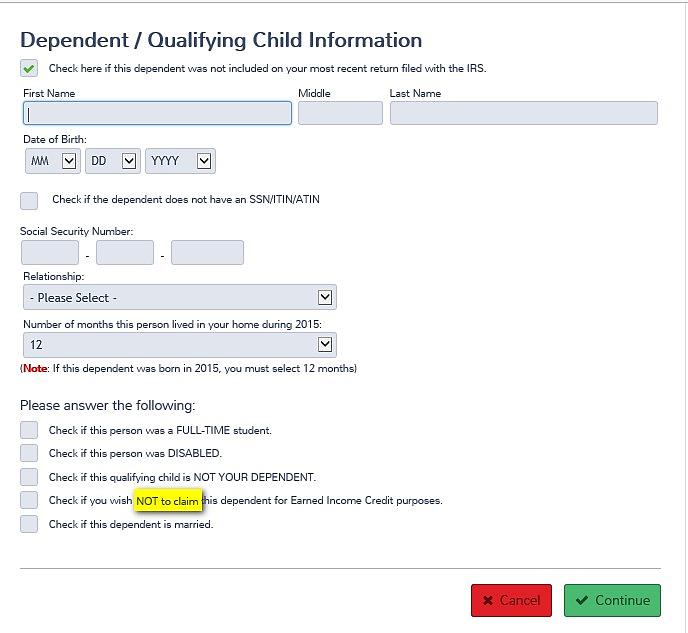 Dependent / Qualifying Child Information
Check here if this dependent was not included on your most recent return filed with the IRS.
First Name Middle Last Name
Date of Birth:
MM DD YYYY
Check if the dependent does not have an SSN/ITIN/ATIN
Social Security Number:
- -
Relationship:
- Please Select -
Number of months this person lived in your home during 2015:
12
(Note: If this dependent was born in 2015, you must select 12 months)
Please answer the following:
Check if this person was a FULL-TIME student.
Check if this person was DISABLED.
Check if this qualifying child is NOT YOUR DEPENDENT.
Check if you wish NOT to claim this dependent for Earned Income Credit purposes.
Check if this dependent is married.
Cancel Continue